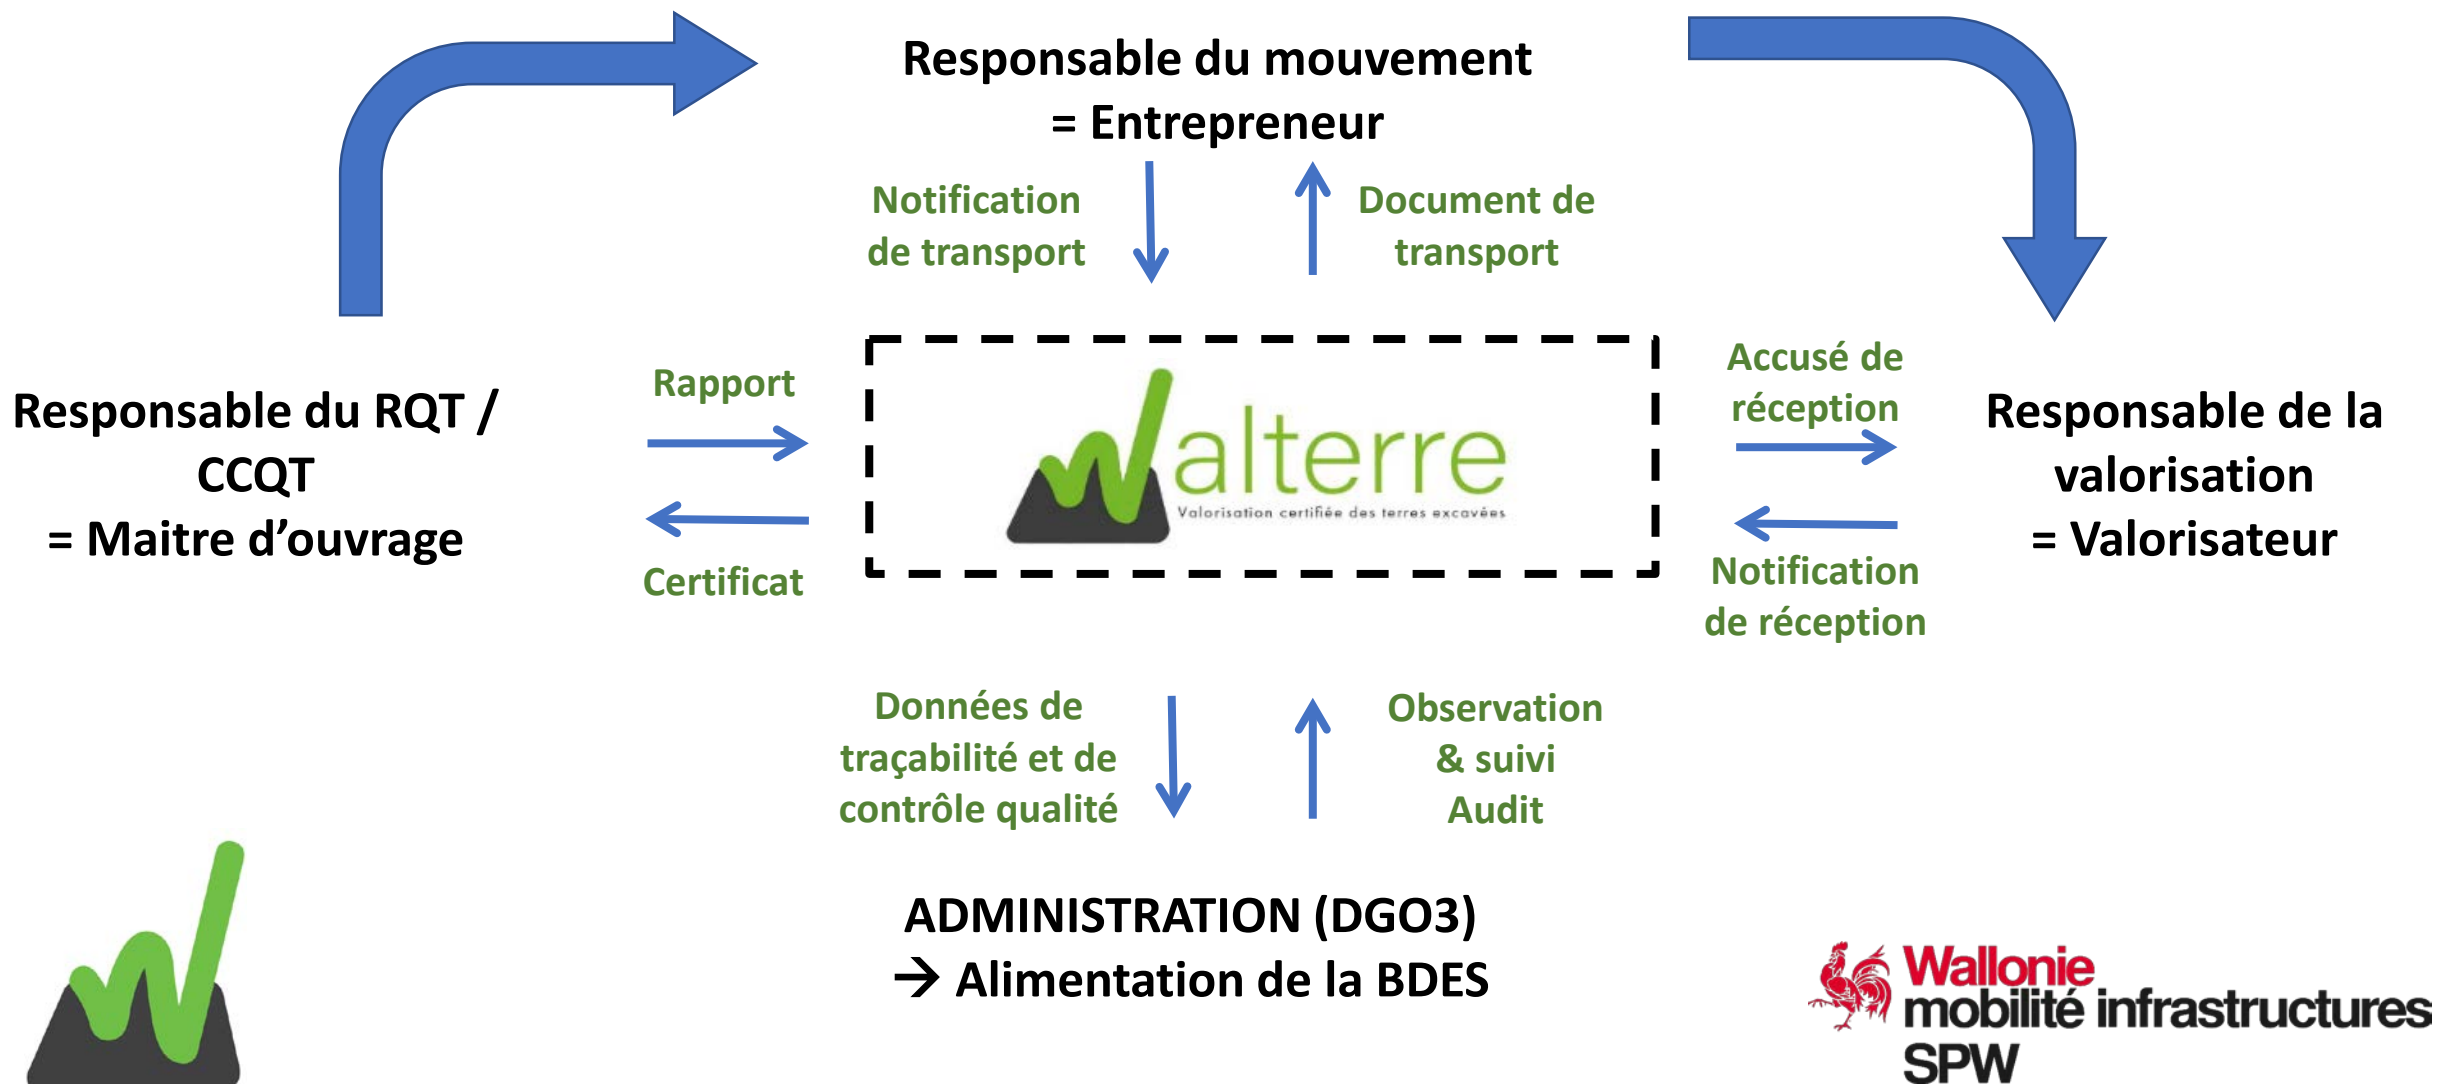 Responsable du mouvement
= Entrepreneur
Notification
de transport
Document de
transport
Responsable du RQT /
CCQT
= Maitre d’ouvrage
Rapport
Certificat
Walterre
Valorisation certifiée des terres excavées
Accusé de
réception
Notification
de réception
Responsable de la
valorisation
= Valorisateur
Données de
traçabilité et de
contrôle qualité
Observation
& suivi
Audit
ADMINISTRATION (DGO3)
→ Alimentation de la BDES
Wallonie
mobilité infrastructures
SPW